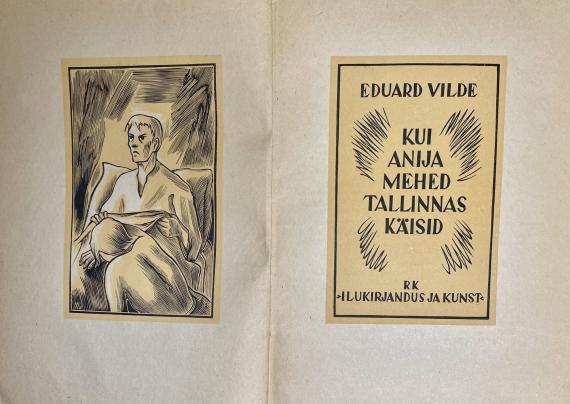 EDUARD VILDE
KUI
ANIJA
MEHED
TALLINNAS
KÄISID
RK
»ILUKIRJANDUS JA KUNST«